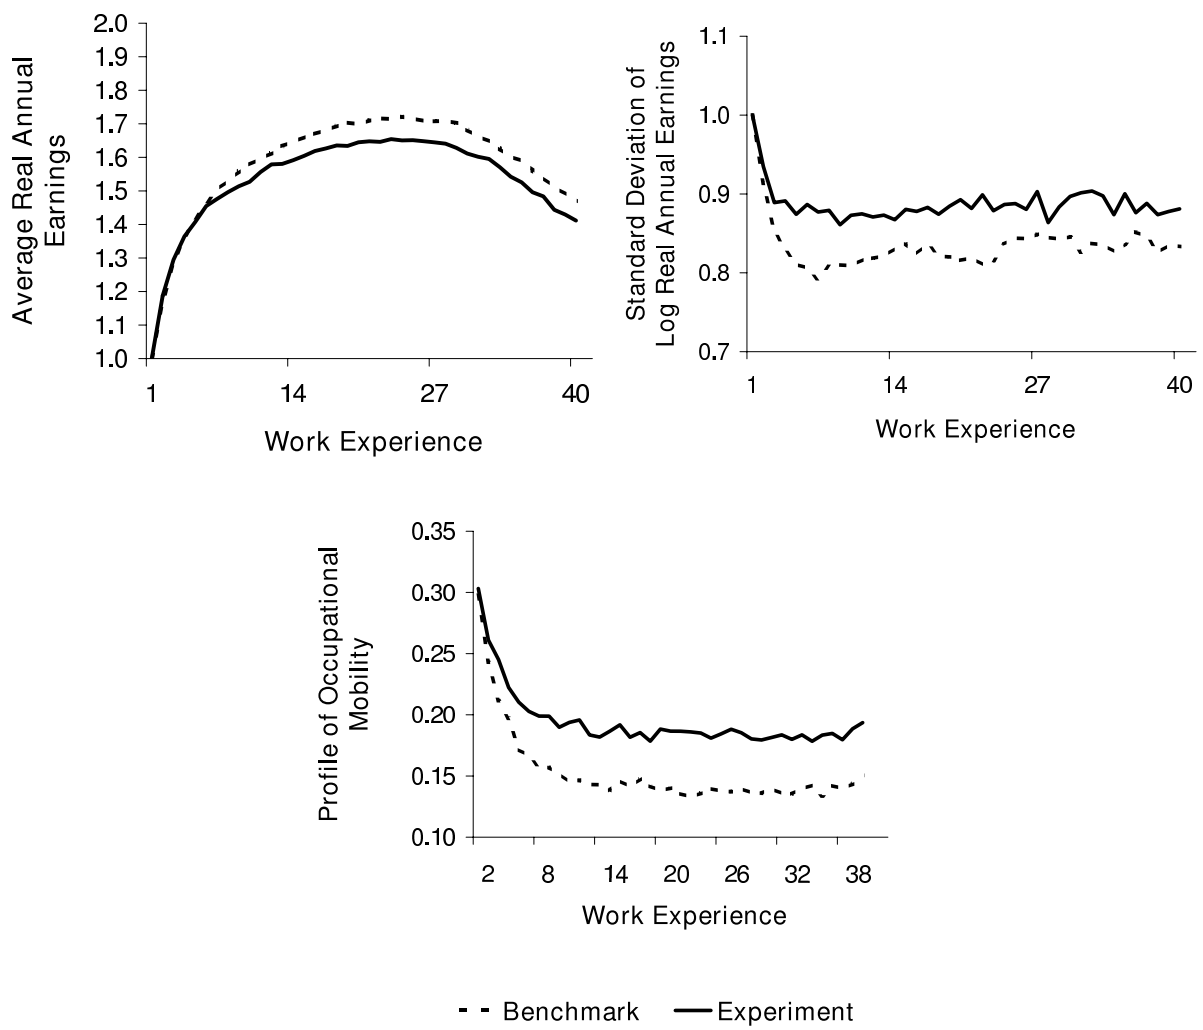 Average Real Annual
Earnings
2.0
1.9
1.8
1.7
1.6
1.5
1.4
1.3
1.2
1.1
1.0
1 14 27 40
Work Experience
Standard Deviation of
Log Real Annual Earnings
1.1
1.0
0.9
0.8
0.7
1 14 27 40
Work Experience
Profile of Occupational
Mobility
0.35
0.30
0.25
0.20
0.15
0.10
2 8 14 20 26 32 38
Work Experience
Benchmark Experiment